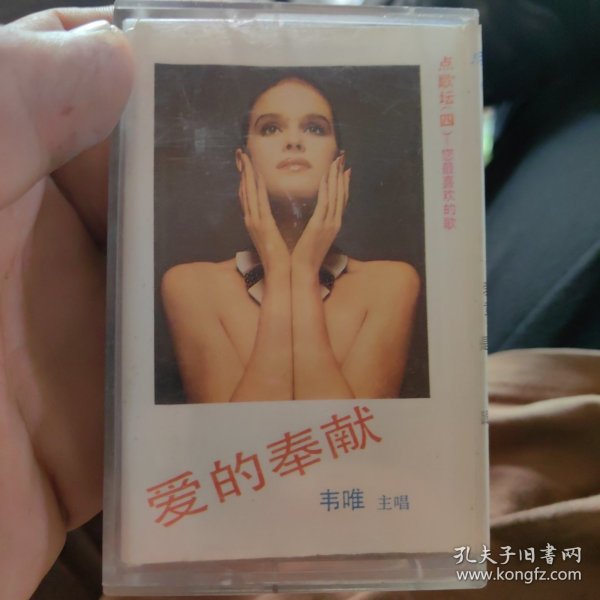 点歌坛(四)—您最喜欢的歌
爱的奉献
韦唯 主唱
孔夫子旧书网
www.kongfz.com